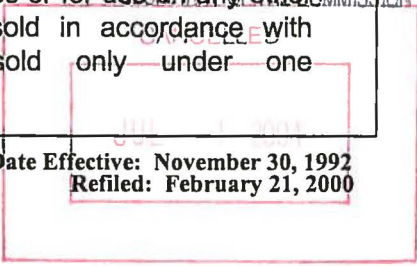 sold in accordance with
CANCELLED
sold only under one
JUL 2004
Date Effective: November 30, 1992
Refiled: February 21, 2000